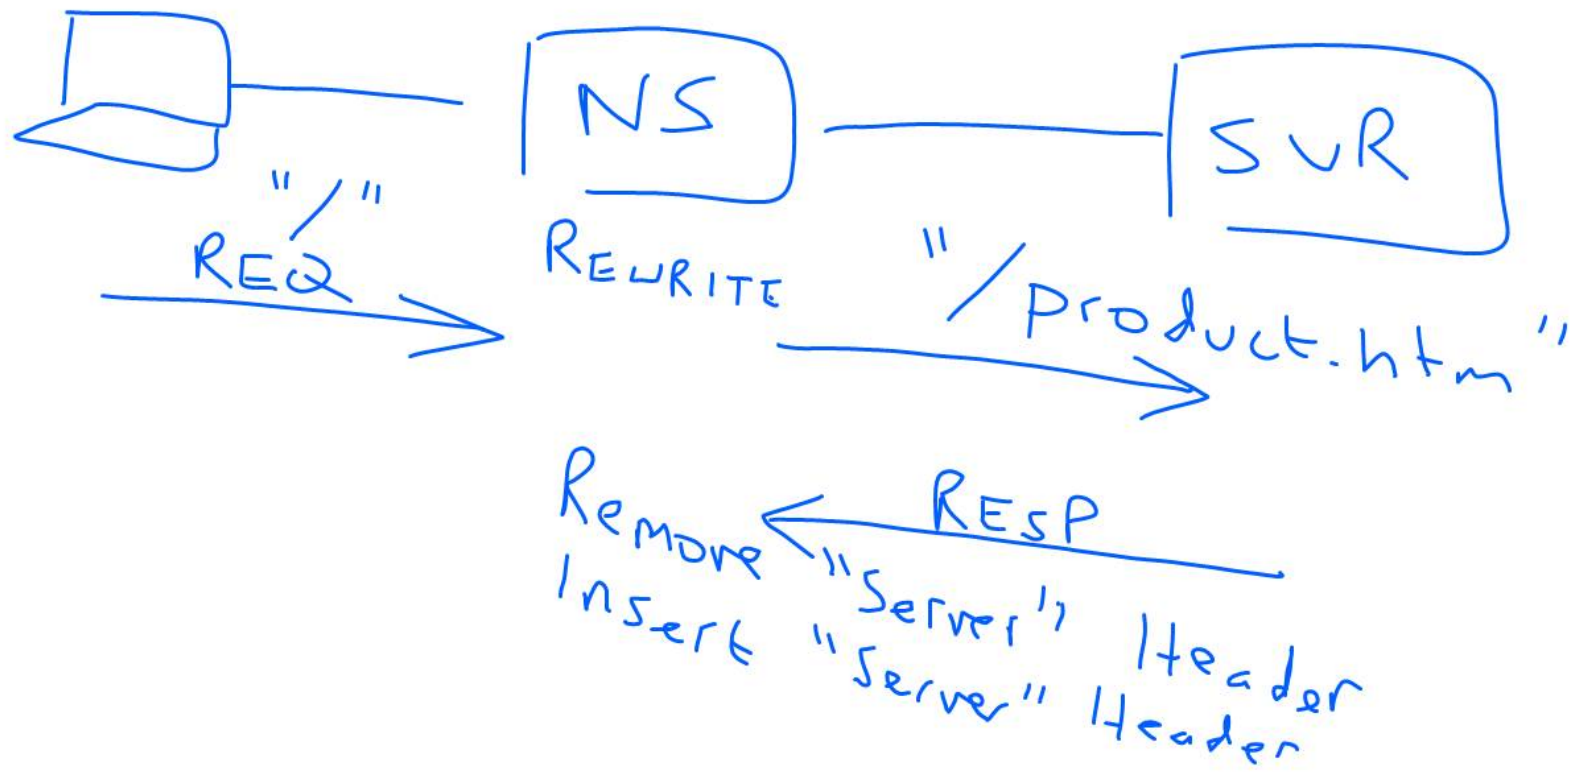 NS
SVR
"/"
REQ
REWRITE
"/product.htm"
RESP
Remove "Server" Header
Insert "Server" Header